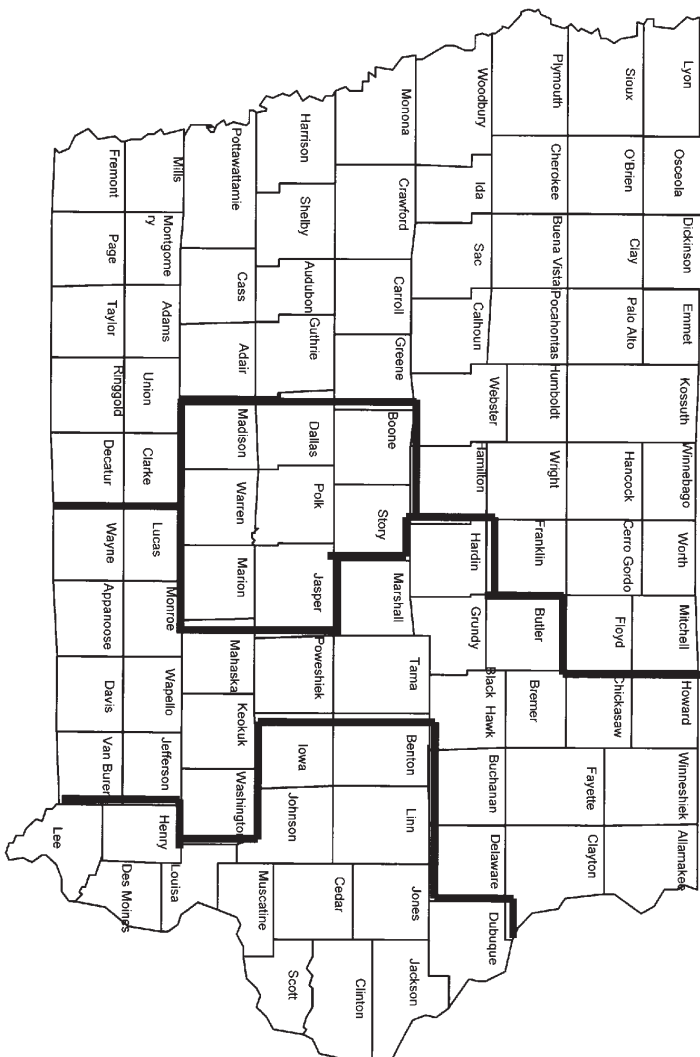 Lyon
Osceola
Dickinson
Emmet
Kossuth
Winnebago
Worth
Mitchell
Howard
Winneshiek
Allamakee
Sioux
O'Brien
Clay
Palo Alto
Hancock
Cerro Gordo
Floyd
Chickasaw
Fayette
Clayton
Plymouth
Cherokee
Buena Vista
Pocahontas
Humboldt
Wright
Franklin
Butler
Bremer
Woodbury
Ida
Sac
Calhoun
Webster
Hamilton
Hardin
Grundy
Black Hawk
Buchanan
Delaware
Dubuque
Monona
Crawford
Carroll
Greene
Boone
Story
Marshall
Tama
Benton
Linn
Jones
Jackson
Harrison
Shelby
Audubon
Guthrie
Dallas
Polk
Jasper
Poweshiek
Iowa
Johnson
Cedar
Clinton
Muscatine
Scott
Pottawattamie
Cass
Adair
Madison
Warren
Marion
Mahaska
Keokuk
Washington
Louisa
Mills
Montgome
ry
Adams
Union
Clarke
Lucas
Monroe
Wapello
Jefferson
Henry
Des Moines
Fremont
Page
Taylor
Ringgold
Decatur
Wayne
Appanoose
Davis
Van Buren
Lee